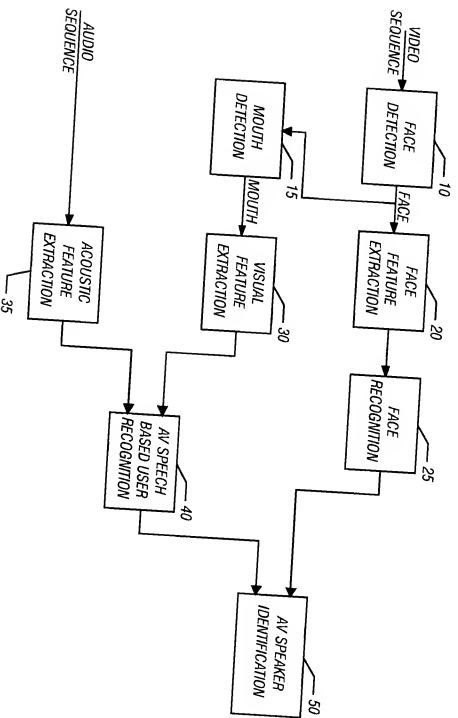 VIDEO
SEQUENCE
FACE
DETECTION
10
FACE
FACE
FEATURE
EXTRACTION
20
FACE
RECOGNITION
25
MOUTH
DETECTION
15
MOUTH
VISUAL
FEATURE
EXTRACTION
30
AUDIO
SEQUENCE
ACOUSTIC
FEATURE
EXTRACTION
35
AV SPEECH
BASED USER
RECOGNITION
40
AV SPEAKER
IDENTIFICATION
50